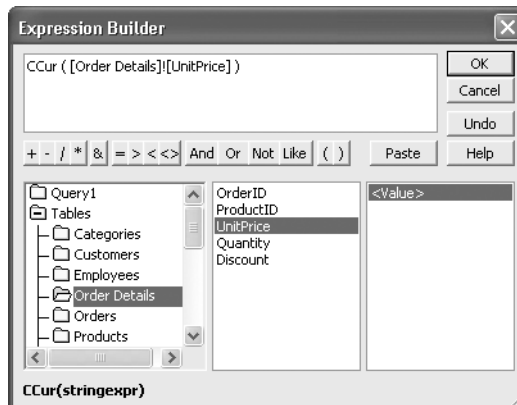 Expression Builder
CCur ( [Order Details]![UnitPrice] )
OK
Cancel
Undo
+ - / * & = > < <> And Or Not Like ( ) Paste Help
Query1
Tables
Categories
Customers
Employees
Order Details
Orders
Products
OrderID
ProductID
UnitPrice
Quantity
Discount
<Value>
CCur(stringexpr)